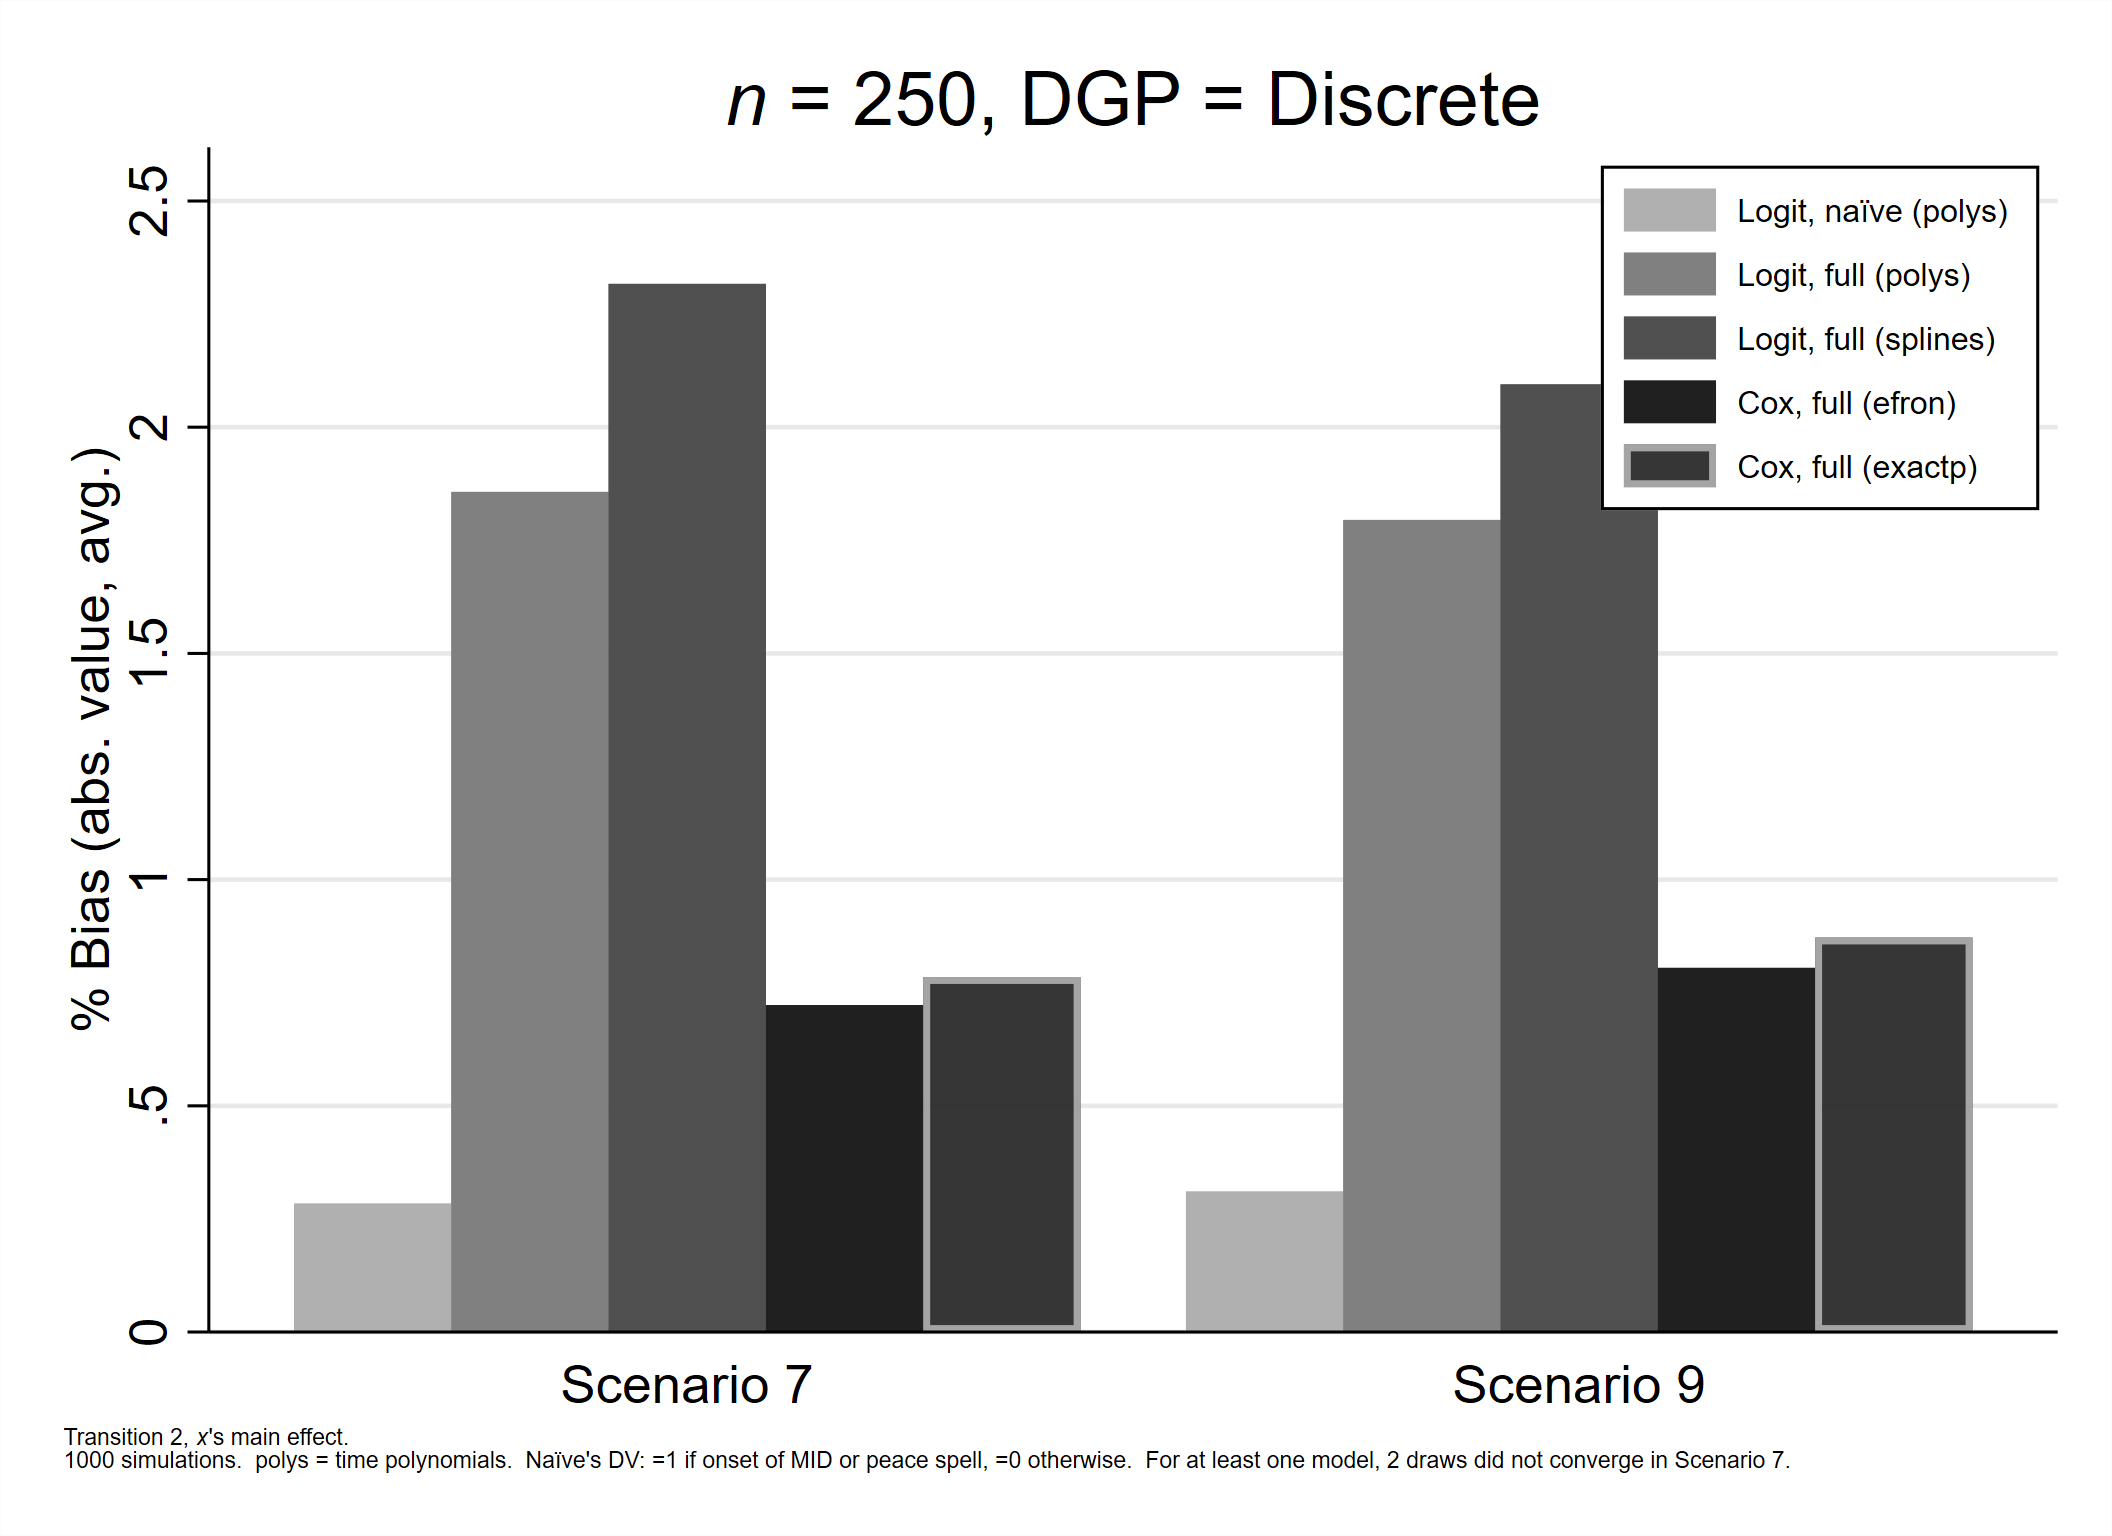 n = 250, DGP = Discrete
% Bias (abs. value, avg.)
2.5
2
1.5
1
.5
0
Logit, naïve (polys)
Logit, full (polys)
Logit, full (splines)
Cox, full (efron)
Cox, full (exactp)
Scenario 7
Scenario 9
Transition 2, x's main effect.
1000 simulations.  polys = time polynomials.  Naïve's DV: =1 if onset of MID or peace spell, =0 otherwise.  For at least one model, 2 draws did not converge in Scenario 7.